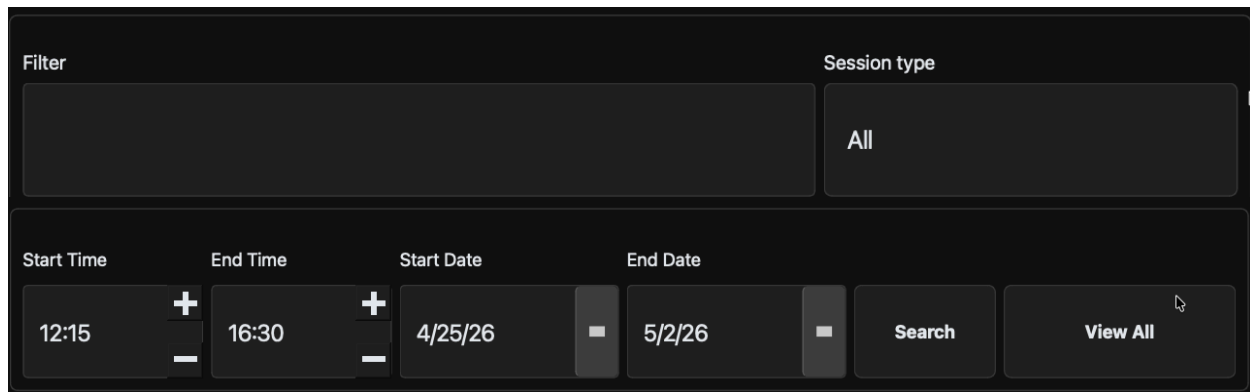 Filter
Session type
All
Start Time
End Time
Start Date
End Date
12:15
16:30
4/25/26
5/2/26
Search
View All